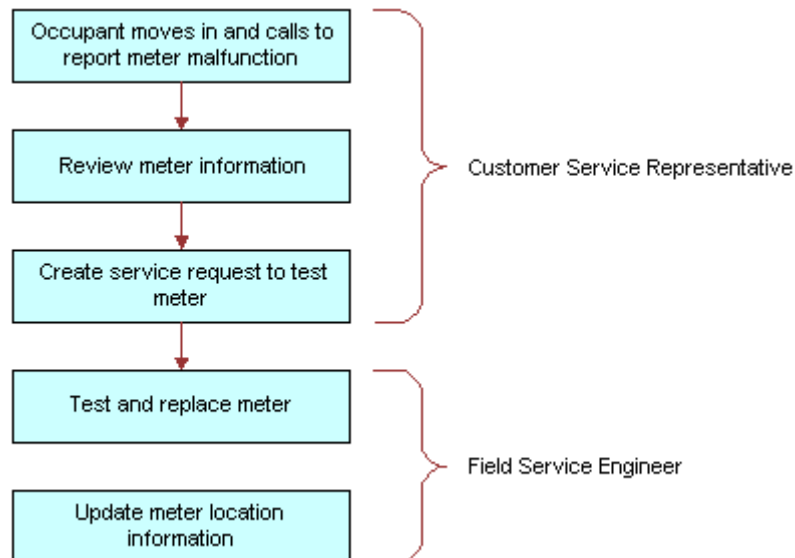 Occupant moves in and calls to
report meter malfunction
Review meter information
Customer Service Representative
Create service request to test
meter
Test and replace meter
Field Service Engineer
Update meter location
information